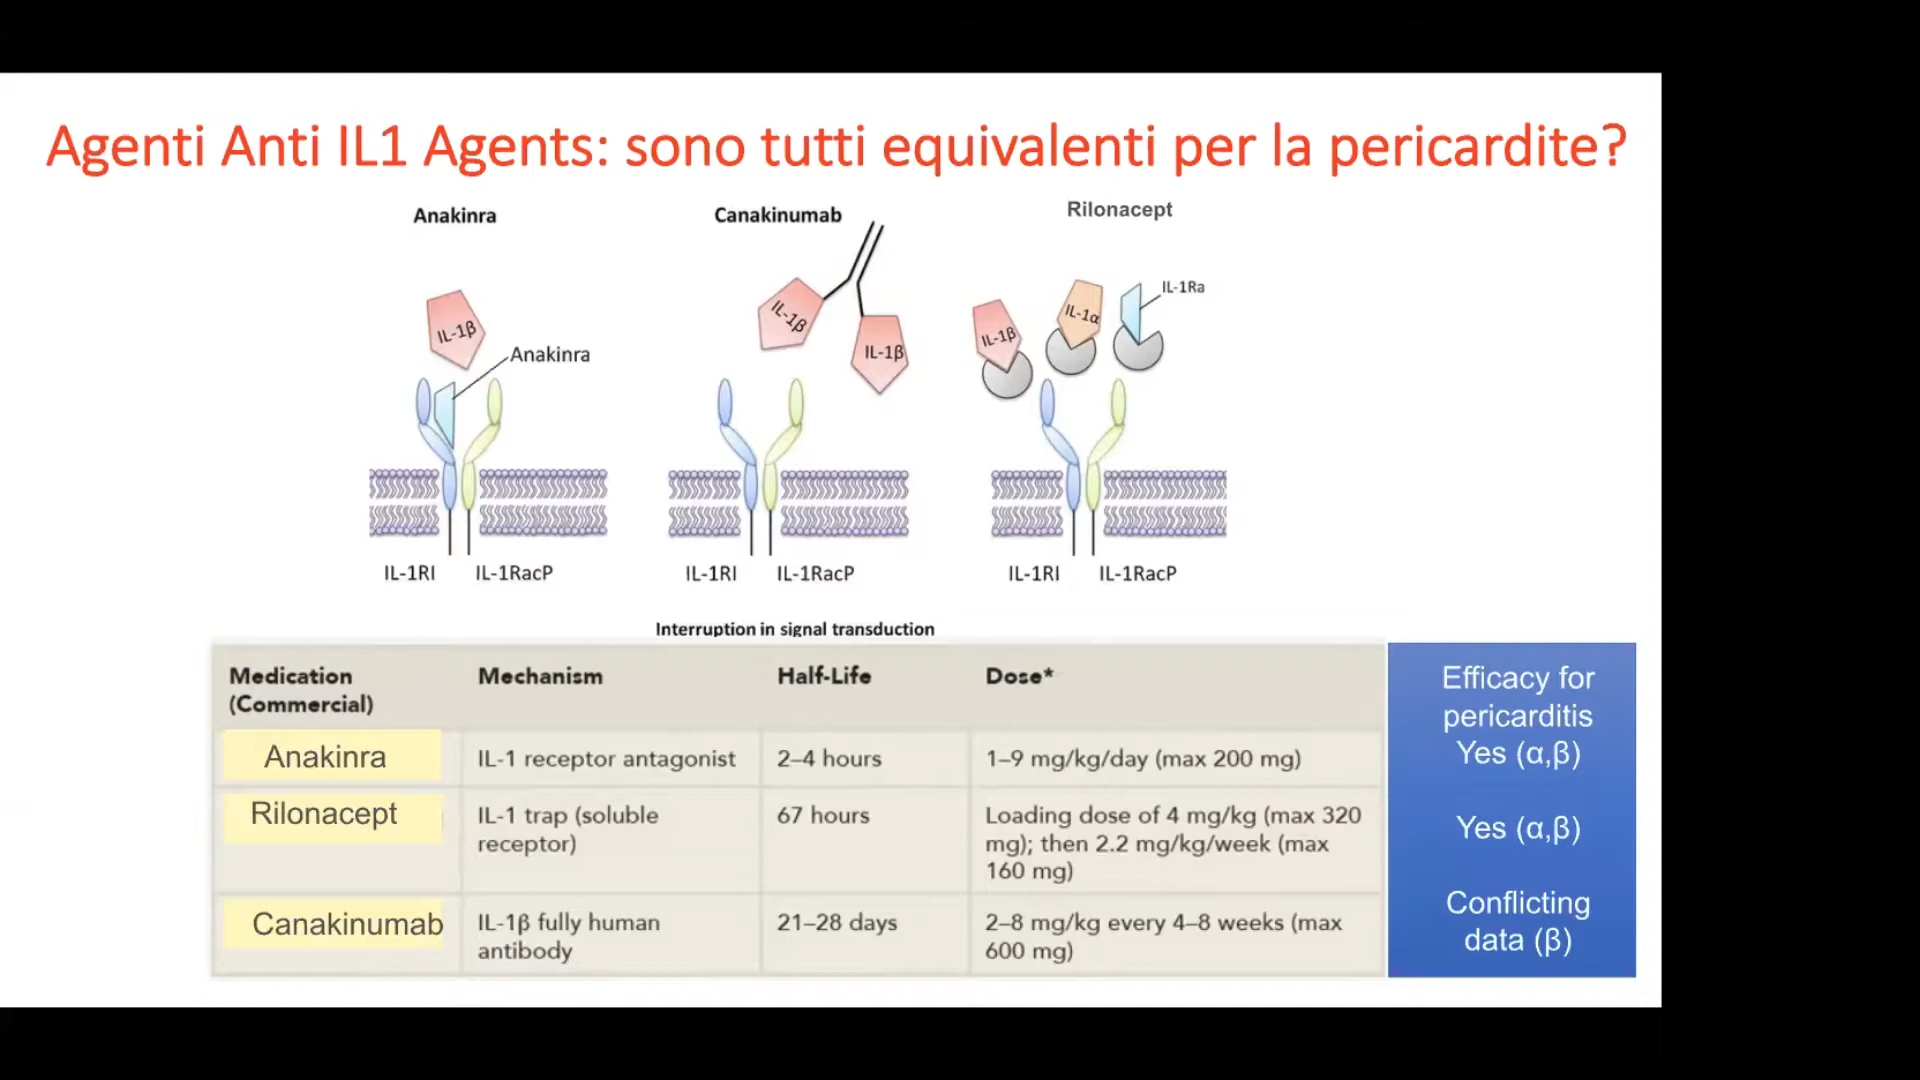 Agenti Anti IL1 Agents: sono tutti equivalenti per la pericardite?
Anakinra
Canakinumab
Rilonacept
IL-1β
Anakinra
IL-1β
IL-1β
IL-1β
IL-1α
IL-1Ra
IL-1RI
IL-1RacP
IL-1RI
IL-1RacP
IL-1RI
IL-1RacP
Interruption in signal transduction
Medication
(Commercial)
Mechanism
Half-Life
Dose*
Efficacy for
pericarditis
Anakinra
IL-1 receptor antagonist
2–4 hours
1–9 mg/kg/day (max 200 mg)
Yes (α,β)
Rilonacept
IL-1 trap (soluble
receptor)
67 hours
Loading dose of 4 mg/kg (max 320
mg); then 2.2 mg/kg/week (max
160 mg)
Yes (α,β)
Canakinumab
IL-1β fully human
antibody
21–28 days
2–8 mg/kg every 4–8 weeks (max
600 mg)
Conflicting
data (β)